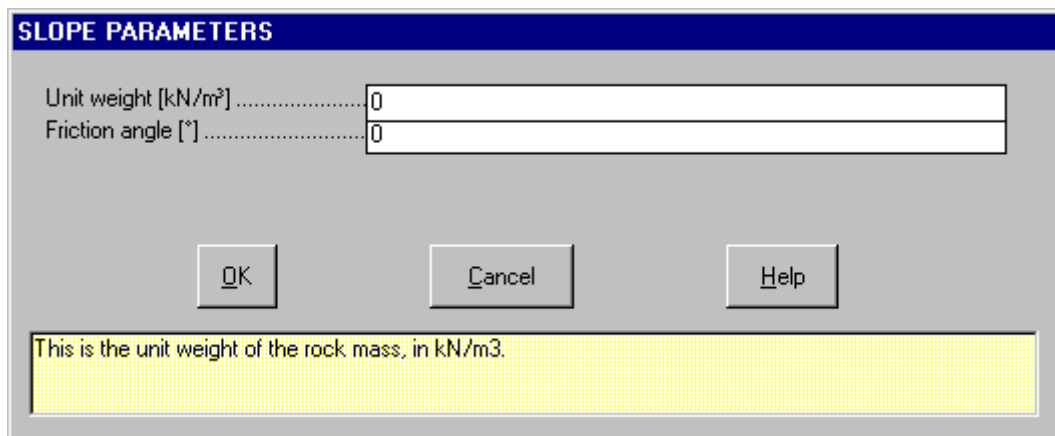 SLOPE PARAMETERS
Unit weight [kN/m³] ......................0
Friction angle [°] ...........................0
OK Cancel Help
This is the unit weight of the rock mass, in kN/m3.